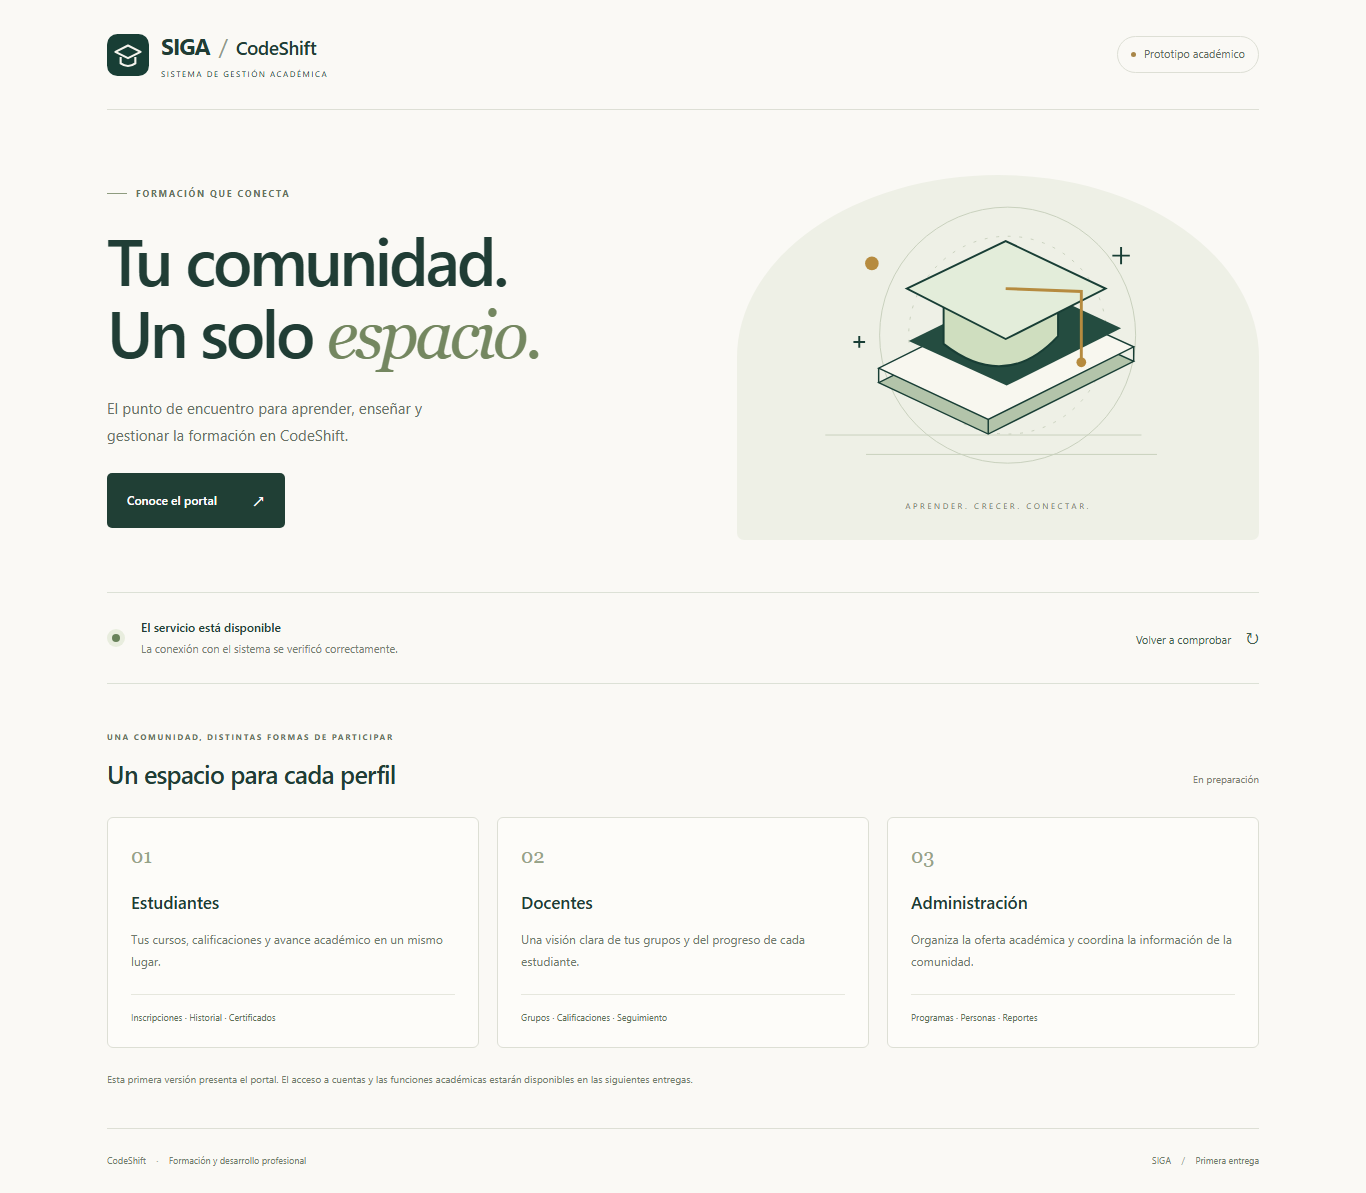 SIGA / CodeShift
SISTEMA DE GESTIÓN ACADÉMICA
Prototipo académico
FORMACIÓN QUE CONECTA
Tu comunidad.
Un solo espacio.
El punto de encuentro para aprender, enseñar y
gestionar la formación en CodeShift.
Conoce el portal ↗
APRENDER. CRECER. CONECTAR.
El servicio está disponible
La conexión con el sistema se verificó correctamente.
Volver a comprobar ↻
UNA COMUNIDAD, DISTINTAS FORMAS DE PARTICIPAR
Un espacio para cada perfil
En preparación
01
Estudiantes
Tus cursos, calificaciones y avance académico en un mismo
lugar.
Inscripciones · Historial · Certificados
02
Docentes
Una visión clara de tus grupos y del progreso de cada
estudiante.
Grupos · Calificaciones · Seguimiento
03
Administración
Organiza la oferta académica y coordina la información de la
comunidad.
Programas · Personas · Reportes
Esta primera versión presenta el portal. El acceso a cuentas y las funciones académicas estarán disponibles en las siguientes entregas.
CodeShift · Formación y desarrollo profesional
SIGA / Primera entrega